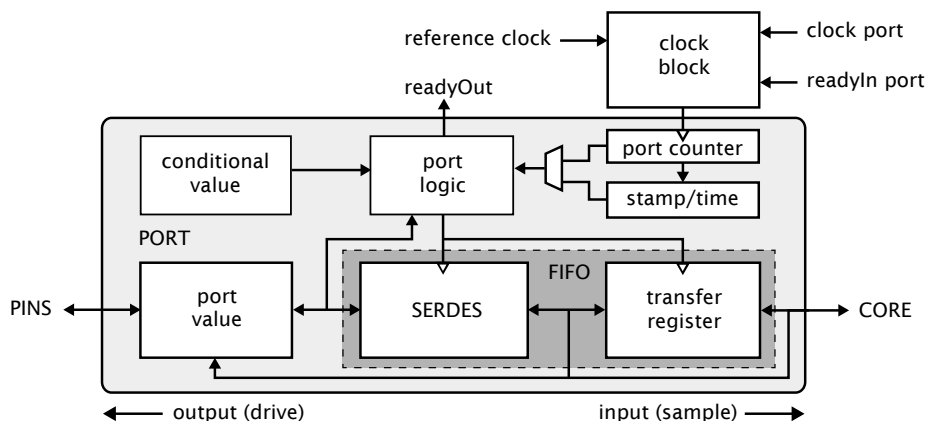 reference clock
clock
block
clock port
readyIn port
readyOut
conditional
value
port
logic
port counter
stamp/time
PORT
FIFO
PINS
port
value
SERDES
transfer
register
CORE
output (drive)
input (sample)